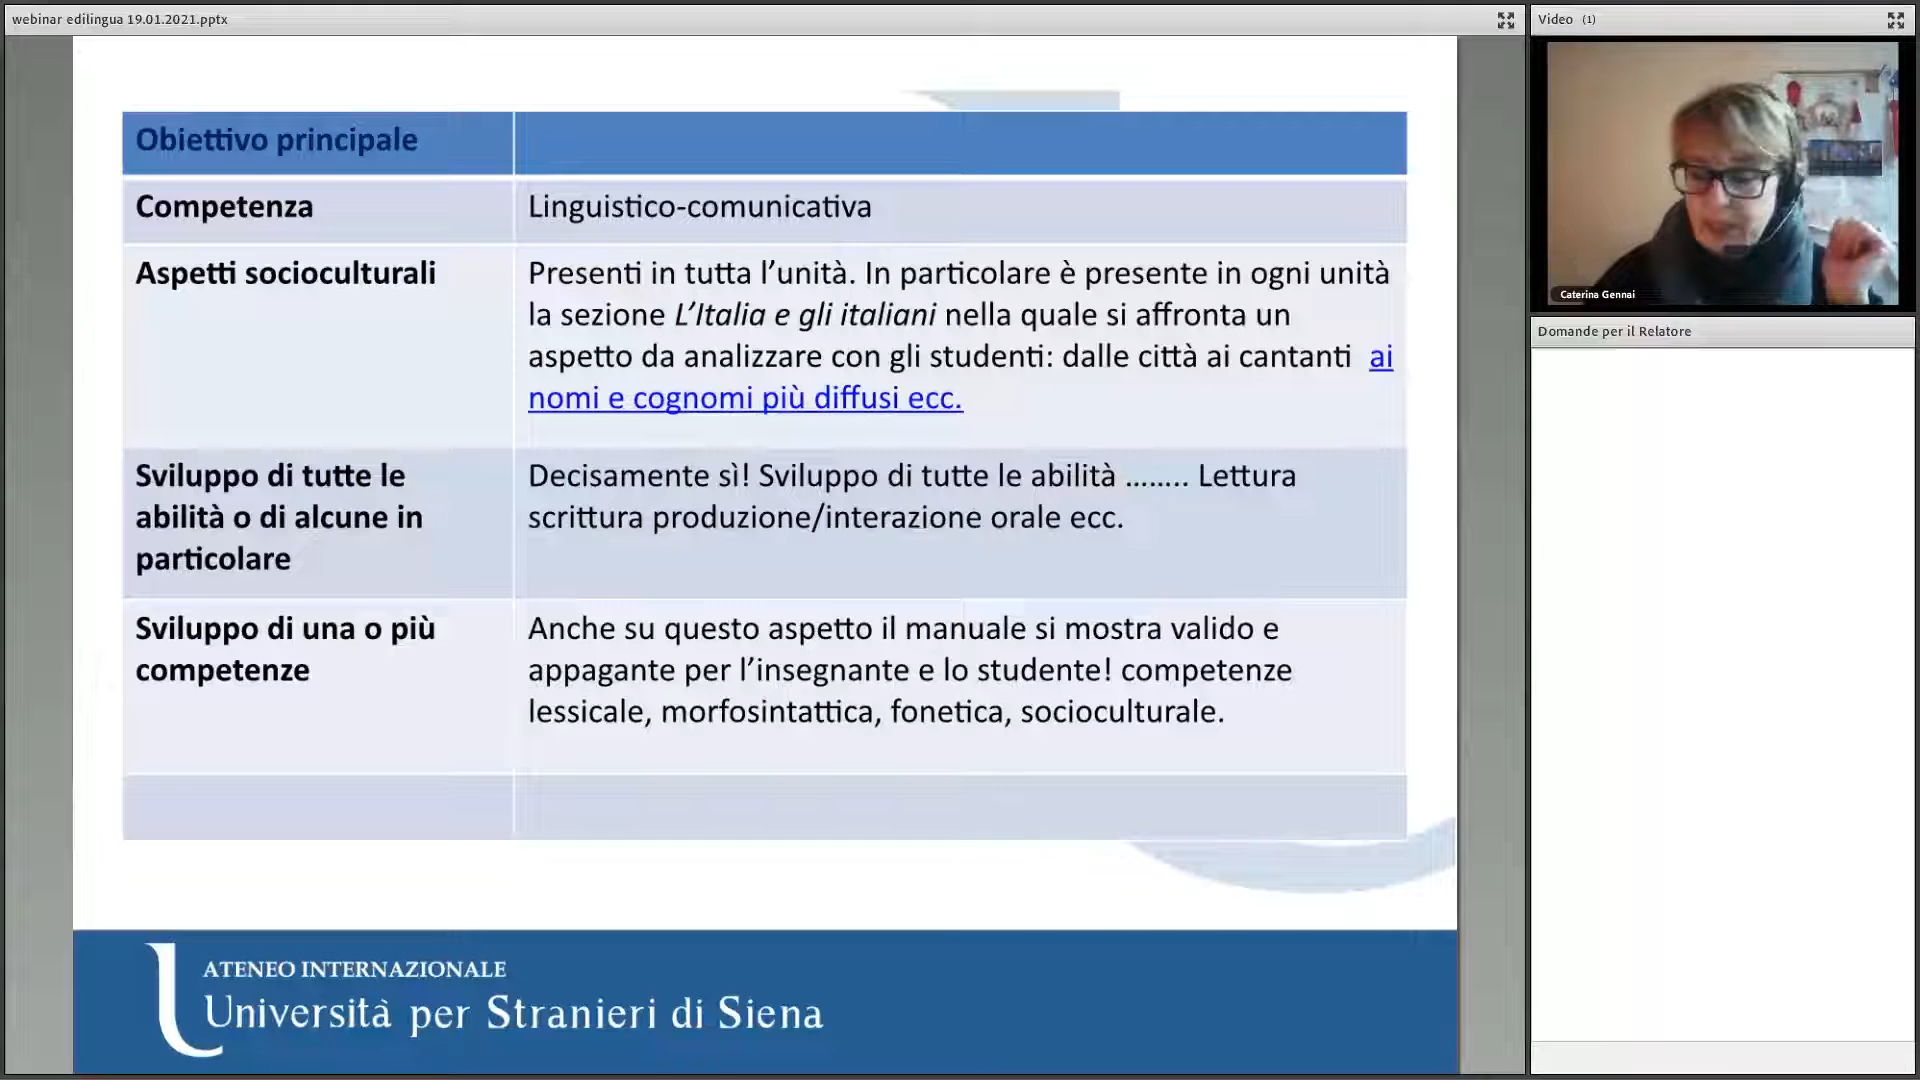 webinar edilingua 19.01.2021.pptx
Obiettivo principale
Competenza
Linguistico-comunicativa
Aspetti socioculturali
Presenti in tutta l’unità. In particolare è presente in ogni unità
la sezione L’Italia e gli italiani nella quale si affronta un
aspetto da analizzare con gli studenti: dalle città ai cantanti ai
nomi e cognomi più diffusi ecc.
Sviluppo di tutte le
abilità o di alcune in
particolare
Decisamente sì! Sviluppo di tutte le abilità …….. Lettura
scrittura produzione/interazione orale ecc.
Sviluppo di una o più
competenze
Anche su questo aspetto il manuale si mostra valido e
appagante per l’insegnante e lo studente! competenze
lessicale, morfosintattica, fonetica, socioculturale.
ATENEO INTERNAZIONALE
Università per Stranieri di Siena
Video (1)
Caterina Gennai
Domande per il Relatore